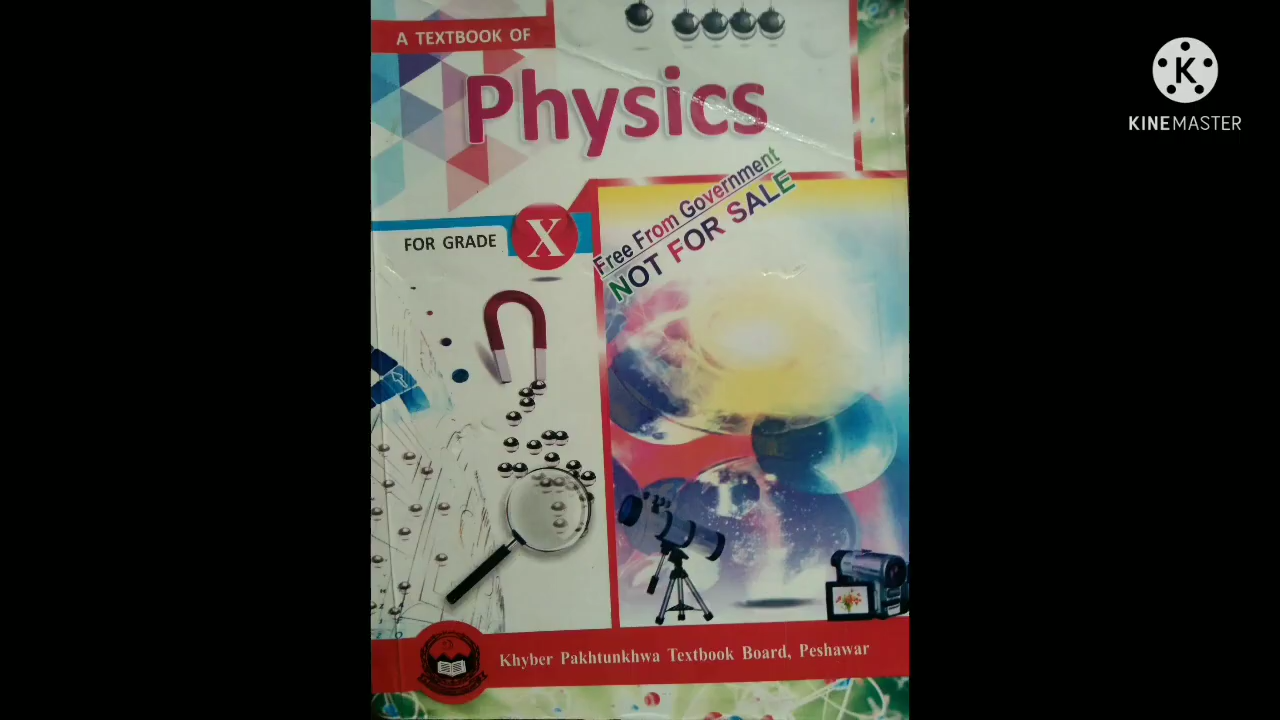 A TEXTBOOK OF
Physics
FOR GRADE X
Free From Government
NOT FOR SALE
Khyber Pakhtunkhwa Textbook Board, Peshawar
K
KINEMASTER